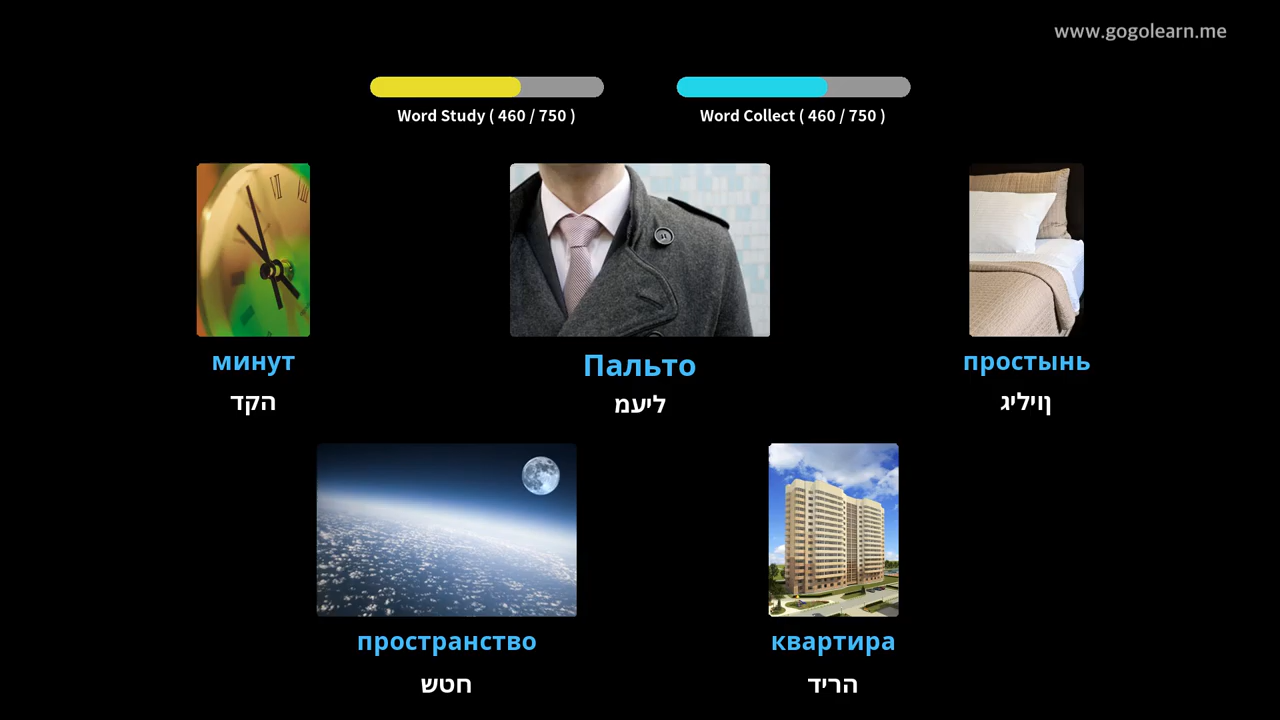 www.gogolearn.me
Word Study ( 460 / 750 )
Word Collect ( 460 / 750 )
минут
הקד
Пальто
ליעמ
простынь
ןויליג
пространство
חטש
квартира
הריד